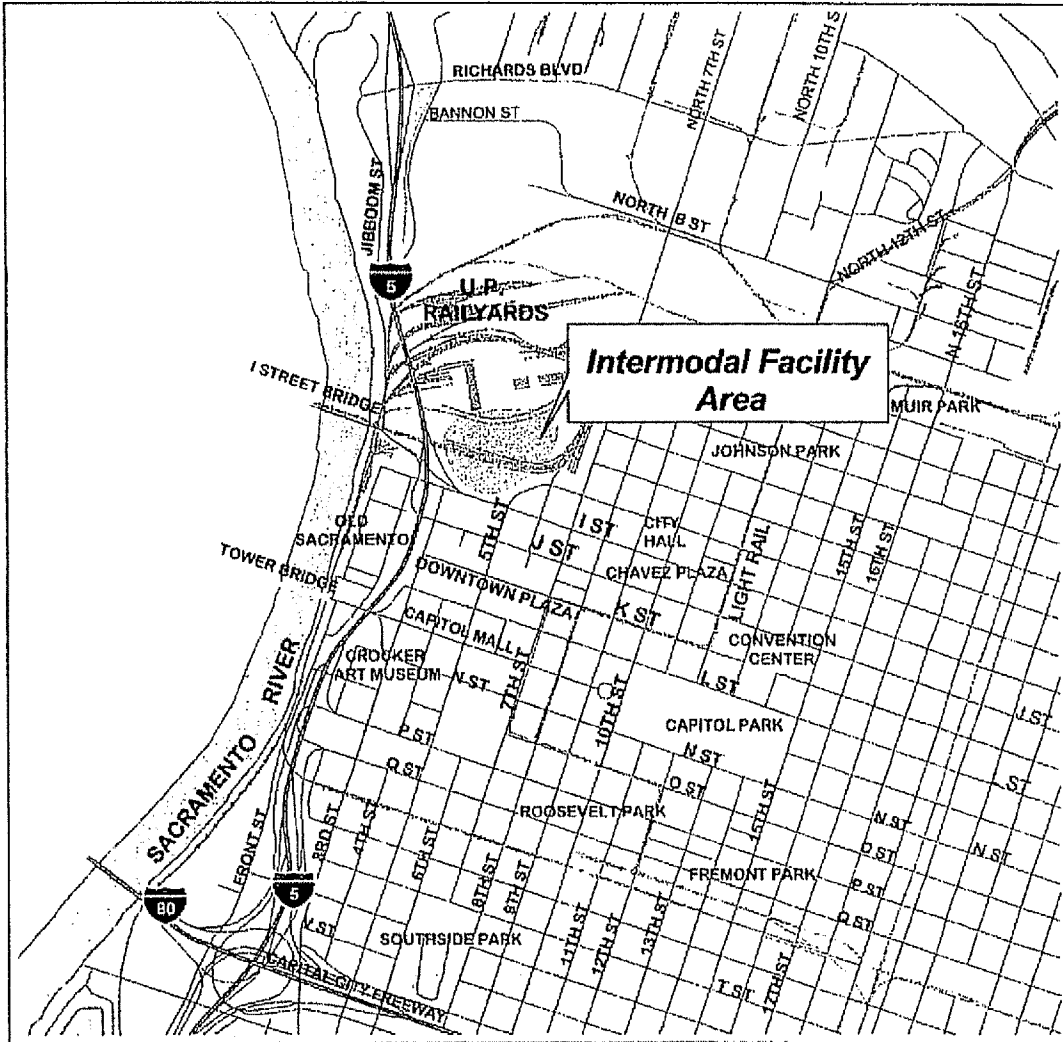 RICHARDS BLVD
NORTH 7TH ST
NORTH 10TH S
BANNON ST
JIBBOOM ST
NORTH B ST
NORTH 12TH ST
N 16TH ST
5
U.P.
RAILYARDS
Intermodal Facility
Area
I STREET BRIDGE
MUIR PARK
JOHNSON PARK
OLD
SACRAMENTO
5TH ST
I ST
J ST
CITY
HALL
CHAVEZ PLAZA
LIGHT RAIL
15TH ST
16TH ST
TOWER BRIDGE
DOWNTOWN PLAZA
K ST
CAPITOL MALL
CONVENTION
CENTER
CROCKER
ART MUSEUM
N ST
7TH ST
L ST
10TH ST
CAPITOL PARK
J ST
SACRAMENTO RIVER
P ST
N ST
Q ST
O ST
ST
ROOSEVELT PARK
15TH ST
N ST
O ST
N ST
FRONT ST
3RD ST
4TH ST
6TH ST
8TH ST
9TH ST
FREMONT PARK
P ST
Q ST
80
5
V ST
SOUTHSIDE PARK
11TH ST
12TH ST
13TH ST
17TH ST
CAPITAL CITY FREEWAY
T ST